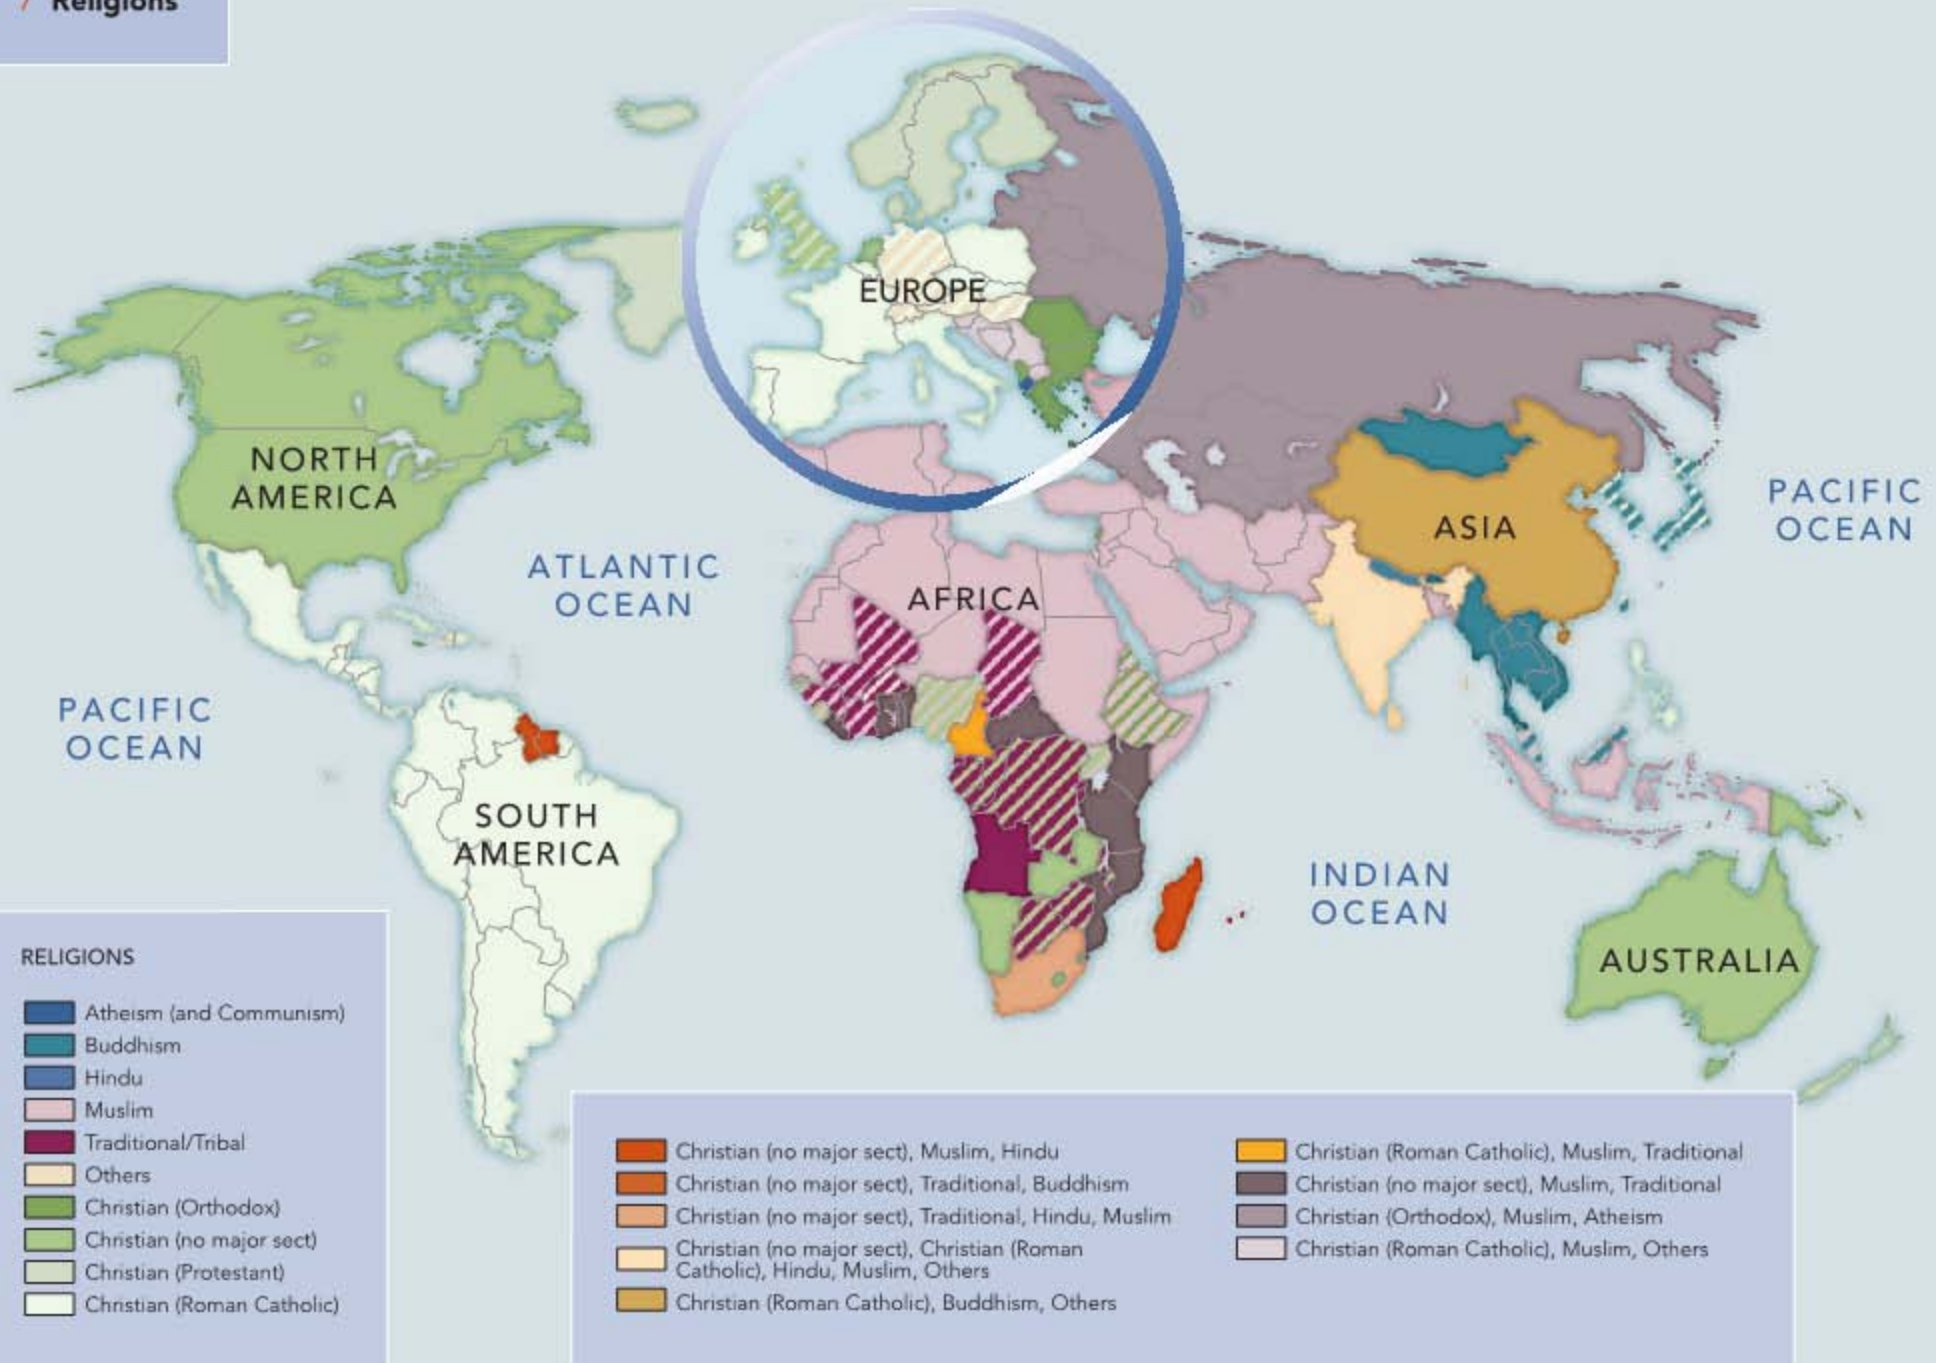 7 Religions
EUROPE
NORTH
AMERICA
ATLANTIC
OCEAN
AFRICA
ASIA
PACIFIC
OCEAN
PACIFIC
OCEAN
SOUTH
AMERICA
INDIAN
OCEAN
AUSTRALIA
RELIGIONS
Atheism (and Communism)
Buddhism
Hindu
Muslim
Traditional/Tribal
Others
Christian (Orthodox)
Christian (no major sect)
Christian (Protestant)
Christian (Roman Catholic)
Christian (no major sect), Muslim, Hindu
Christian (no major sect), Traditional, Buddhism
Christian (no major sect), Traditional, Hindu, Muslim
Christian (no major sect), Christian (Roman
Catholic), Hindu, Muslim, Others
Christian (Roman Catholic), Buddhism, Others
Christian (Roman Catholic), Muslim, Traditional
Christian (no major sect), Muslim, Traditional
Christian (Orthodox), Muslim, Atheism
Christian (Roman Catholic), Muslim, Others